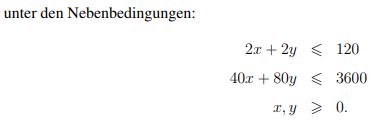 unter den Nebenbedingungen:
2x + 2y ⩽ 120
40x + 80y ⩽ 3600
x, y ⩾ 0.